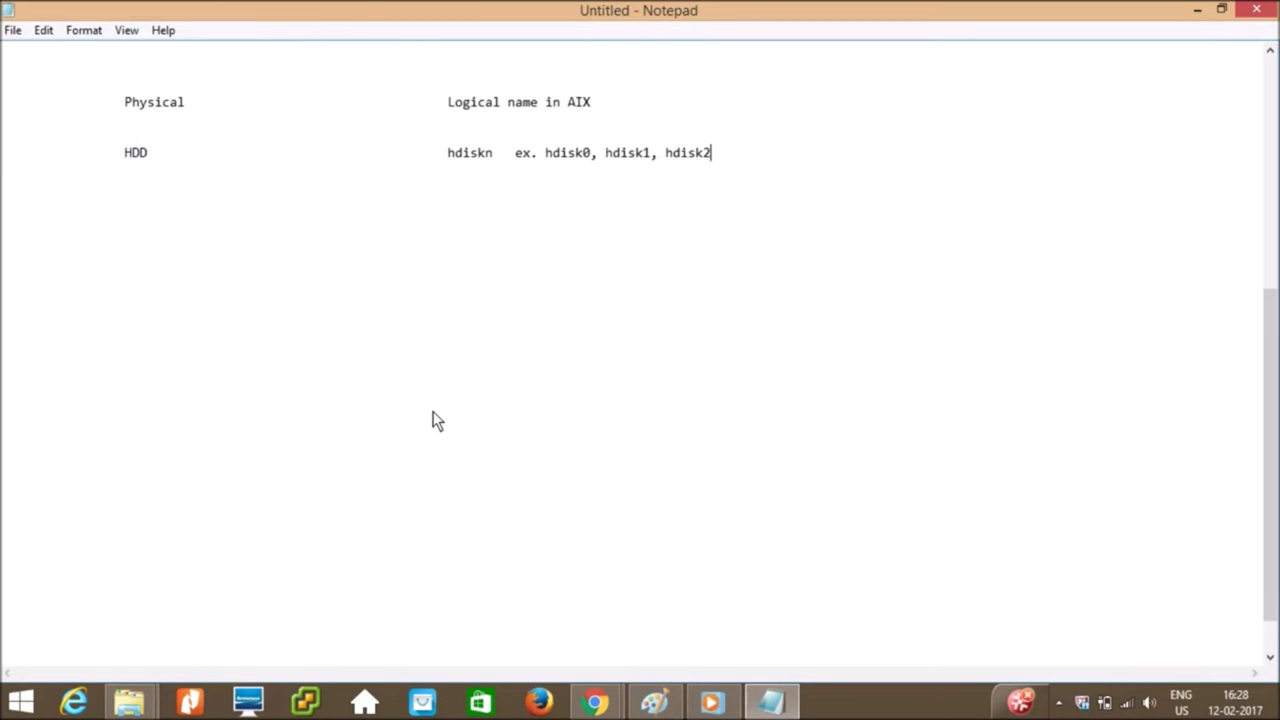 Untitled - Notepad
File Edit Format View Help
Physical Logical name in AIX
HDD hdiskn ex. hdisk0, hdisk1, hdisk2
ENG 16:28
US 12-02-2017